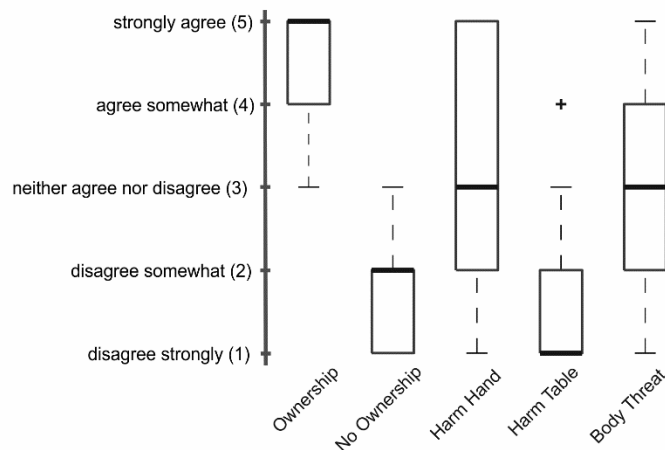 strongly agree (5)
agree somewhat (4)
neither agree nor disagree (3)
disagree somewhat (2)
disagree strongly (1)
Ownership
No Ownership
Harm Hand
Harm Table
Body Threat